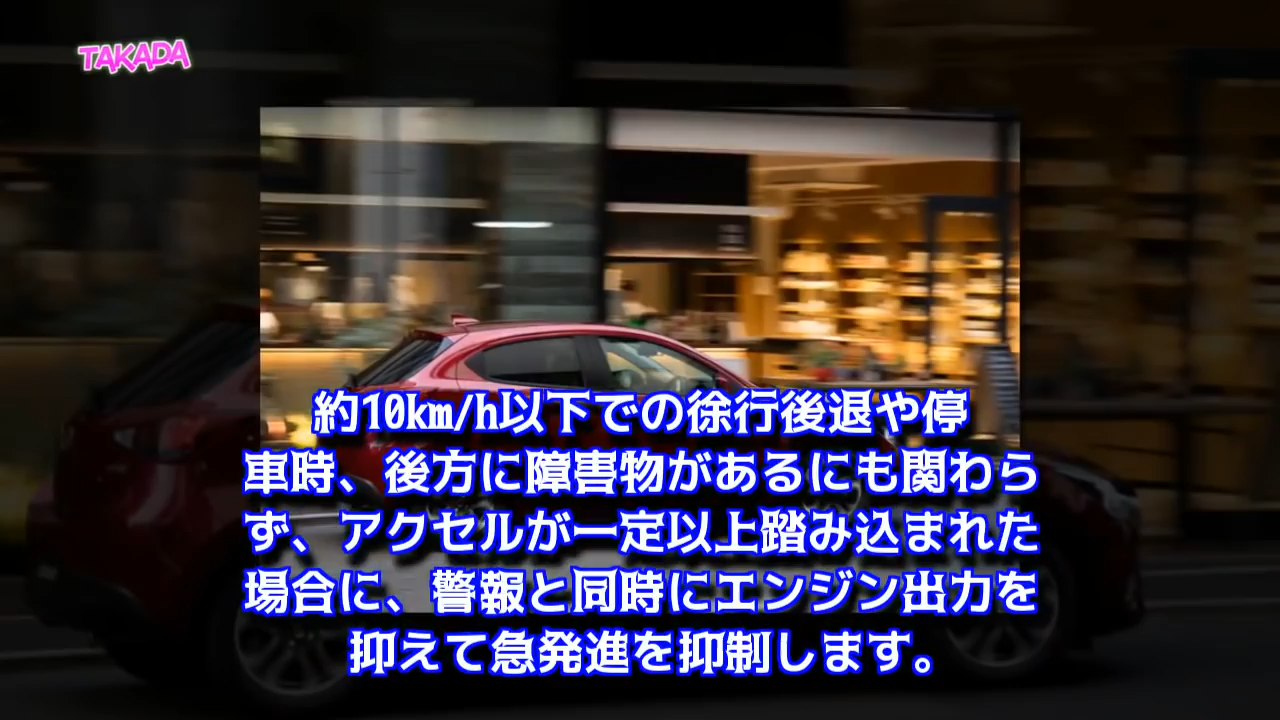 TAKADA
約10km/h以下での徐行後退や停
車時、後方に障害物があるにも関わら
ず、アクセルが一定以上踏み込まれた
場合に、警報と同時にエンジン出力を
抑えて急発進を抑制します。